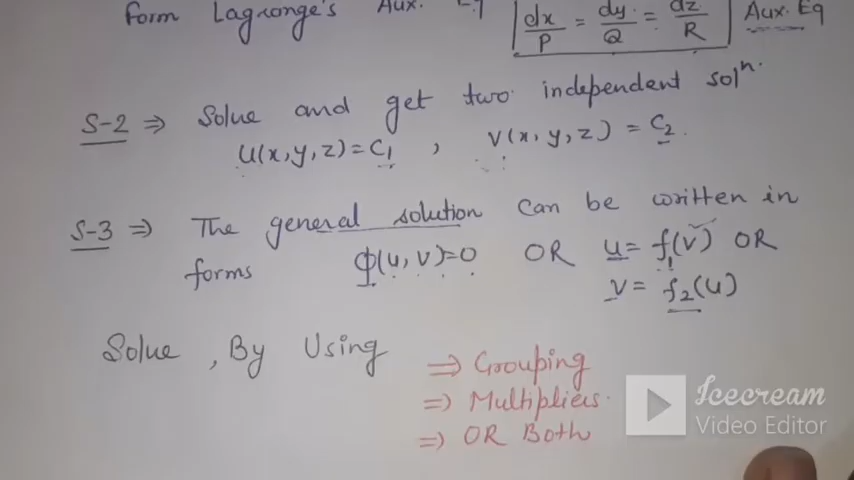 Form Lagrange's Aux. Eq dx/P = dy/Q = dz/R Aux. Eq
S-2 ⇒ Solve and get two independent solⁿ.
u(x,y,z)=C₁ , v(x,y,z)=C₂.
S-3 ⇒ The general solution can be written in
forms ϕ(u,v)=0 OR u=f₁(v) OR
v=f₂(u)
Solve, By Using
⇒ Grouping
⇒ Multipliers.
⇒ OR Both
Icecream
Video Editor